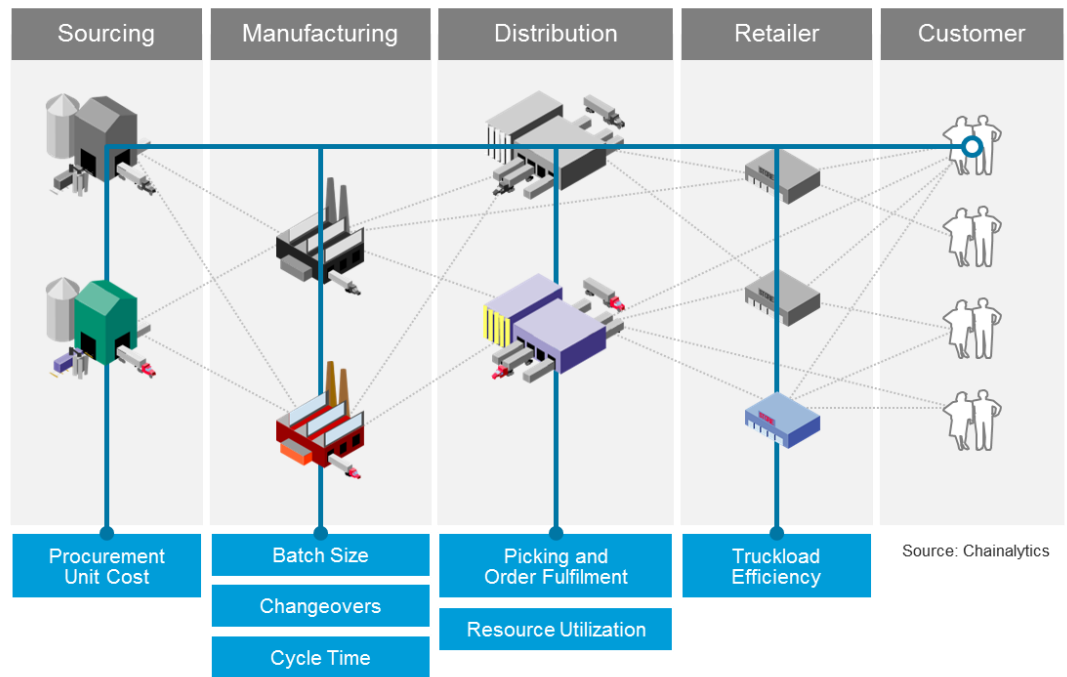 Sourcing
Manufacturing
Distribution
Retailer
Customer
Procurement
Unit Cost
Batch Size
Changeovers
Cycle Time
Picking and
Order Fulfilment
Resource Utilization
Truckload
Efficiency
Source: Chainalytics